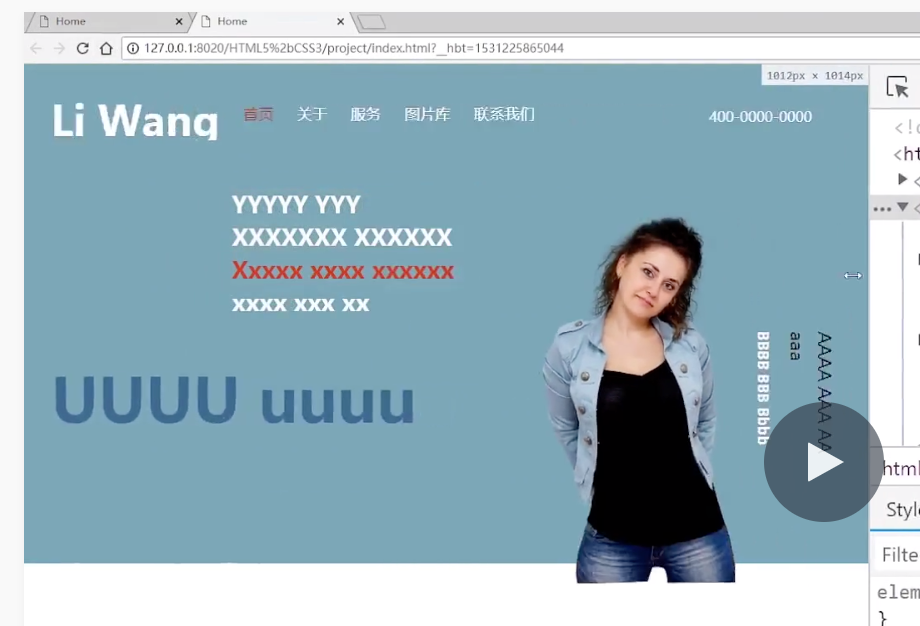 Home
Home
127.0.0.1:8020/HTML5%2bCSS3/project/index.html?__hbt=1531225865044
1012px x 1014px
Li Wang
首页 关于 服务 图片库 联系我们
400-0000-0000
YYYYY YYY
XXXXXXX XXXXXX
Xxxxx xxxx xxxxxx
xxxx xxx xx
UUUU uuuu
AAAA AAA AA
aaa
BBBB BBB Bbbb
<ht
html
Style
Filte
elem
}